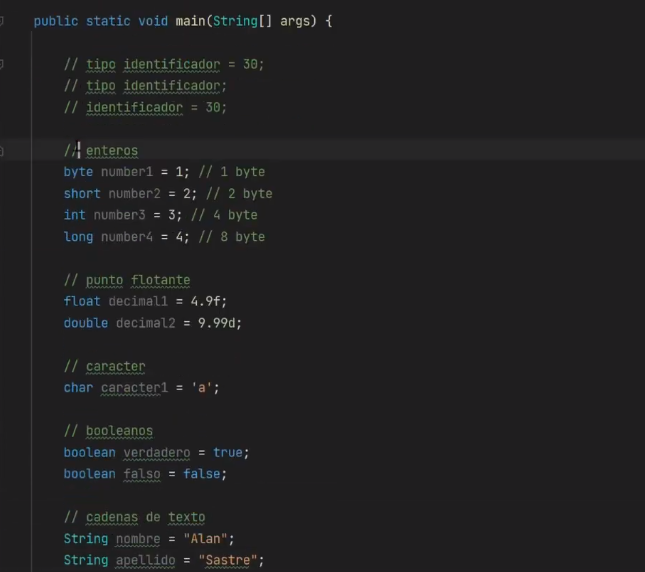 public static void main(String[] args) {
// tipo identificador = 30;
// tipo identificador;
// identificador = 30;
// enteros
byte number1 = 1; // 1 byte
short number2 = 2; // 2 byte
int number3 = 3; // 4 byte
long number4 = 4; // 8 byte
// punto flotante
float decimal1 = 4.9f;
double decimal2 = 9.99d;
// caracter
char caracter1 = 'a';
// booleanos
boolean verdadero = true;
boolean falso = false;
// cadenas de texto
String nombre = "Alan";
String apellido = "Sastre";